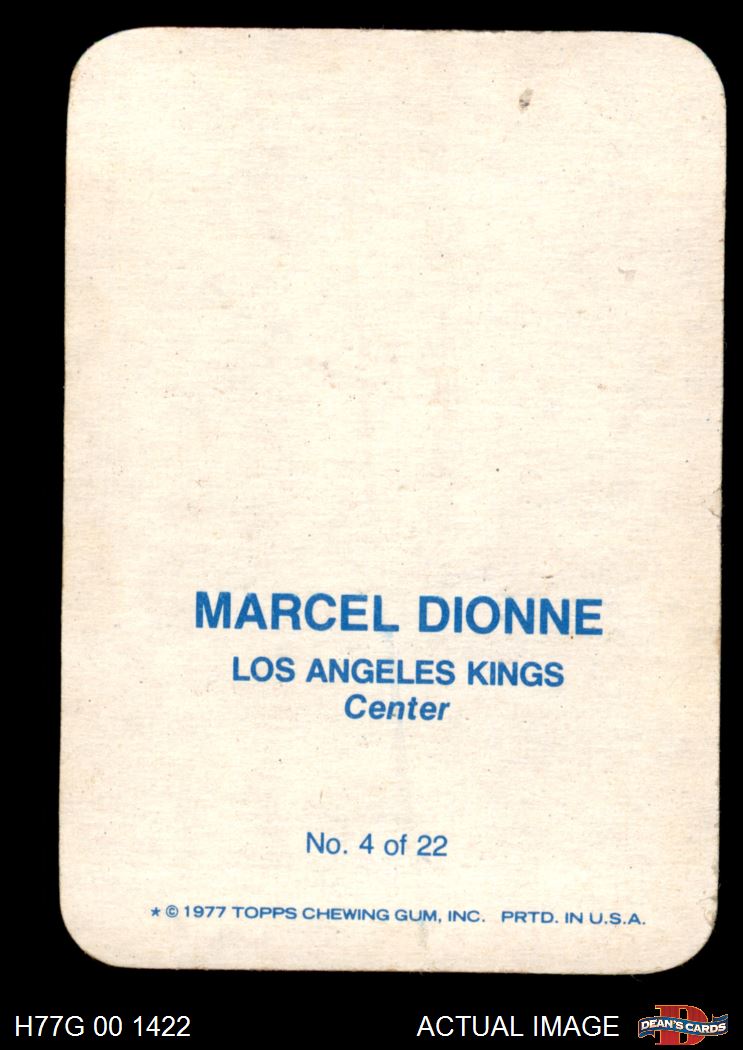 MARCEL DIONNE
LOS ANGELES KINGS
Center
No. 4 of 22
* © 1977 TOPPS CHEWING GUM, INC. PRTD. IN U.S.A.
H77G 00 1422
ACTUAL IMAGE
DEAN'S CARDS